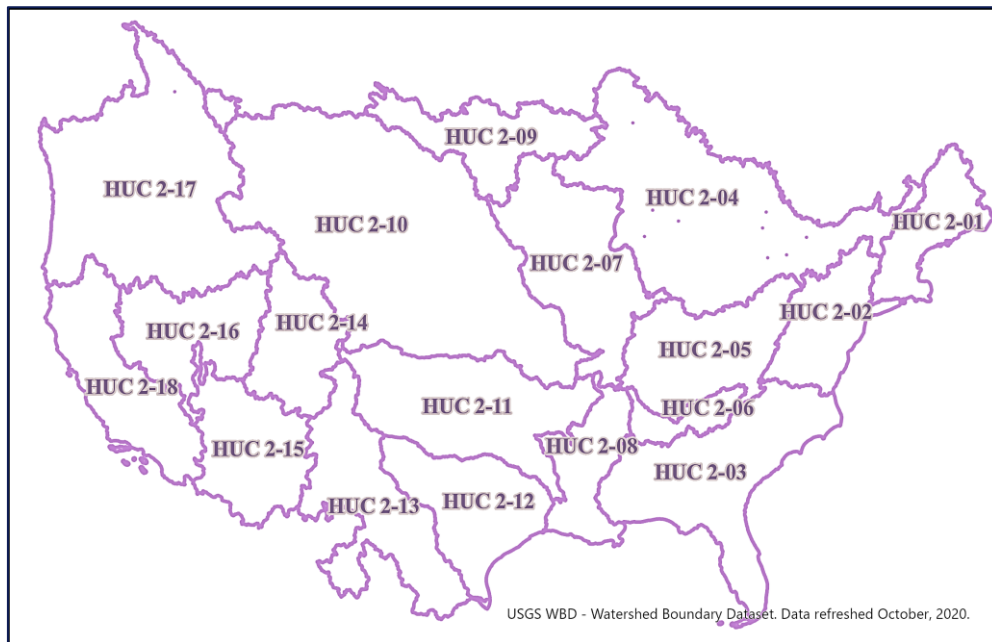 HUC 2-09
HUC 2-17
HUC 2-04
HUC 2-10
HUC 2-01
HUC 2-07
HUC 2-02
HUC 2-14
HUC 2-16
HUC 2-05
HUC 2-18
HUC 2-11
HUC 2-06
HUC 2-15
HUC 2-08
HUC 2-03
HUC 2-12
HUC 2-13
USGS WBD - Watershed Boundary Dataset. Data refreshed October, 2020.